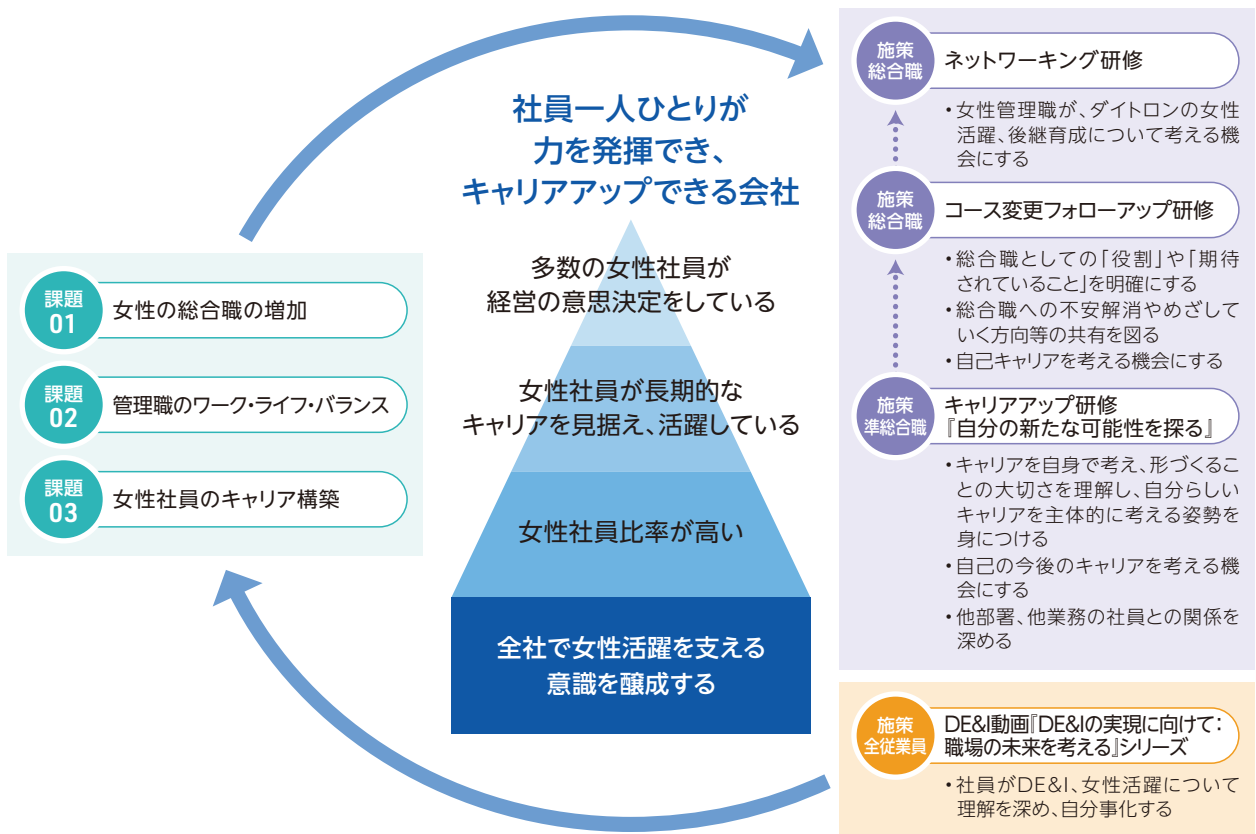 社員一人ひとりが
力を発揮でき、
キャリアアップできる会社
多数の女性社員が
経営の意思決定をしている
女性社員が長期的な
キャリアを見据え、活躍している
女性社員比率が高い
全社で女性活躍を支える
意識を醸成する
課題
01
女性の総合職の増加
課題
02
管理職のワーク・ライフ・バランス
課題
03
女性社員のキャリア構築
施策
総合職
ネットワーキング研修
・女性管理職が、ダイトロンの女性
活躍、後継育成について考える機
会にする
施策
総合職
コース変更フォローアップ研修
・総合職としての「役割」や「期待
されていること」を明確にする
・総合職への不安解消やめざして
いく方向等の共有を図る
・自己キャリアを考える機会にする
施策
準総合職
キャリアアップ研修
『自分の新たな可能性を探る』
・キャリアを自身で考え、形づくるこ
との大切さを理解し、自分らしい
キャリアを主体的に考える姿勢を
身につける
・自己の今後のキャリアを考える機
会にする
・他部署、他業務の社員との関係を
深める
施策
全従業員
DE&I動画『DE&Iの実現に向けて：
職場の未来を考える』シリーズ
・社員がDE&I、女性活躍について
理解を深め、自分事化する